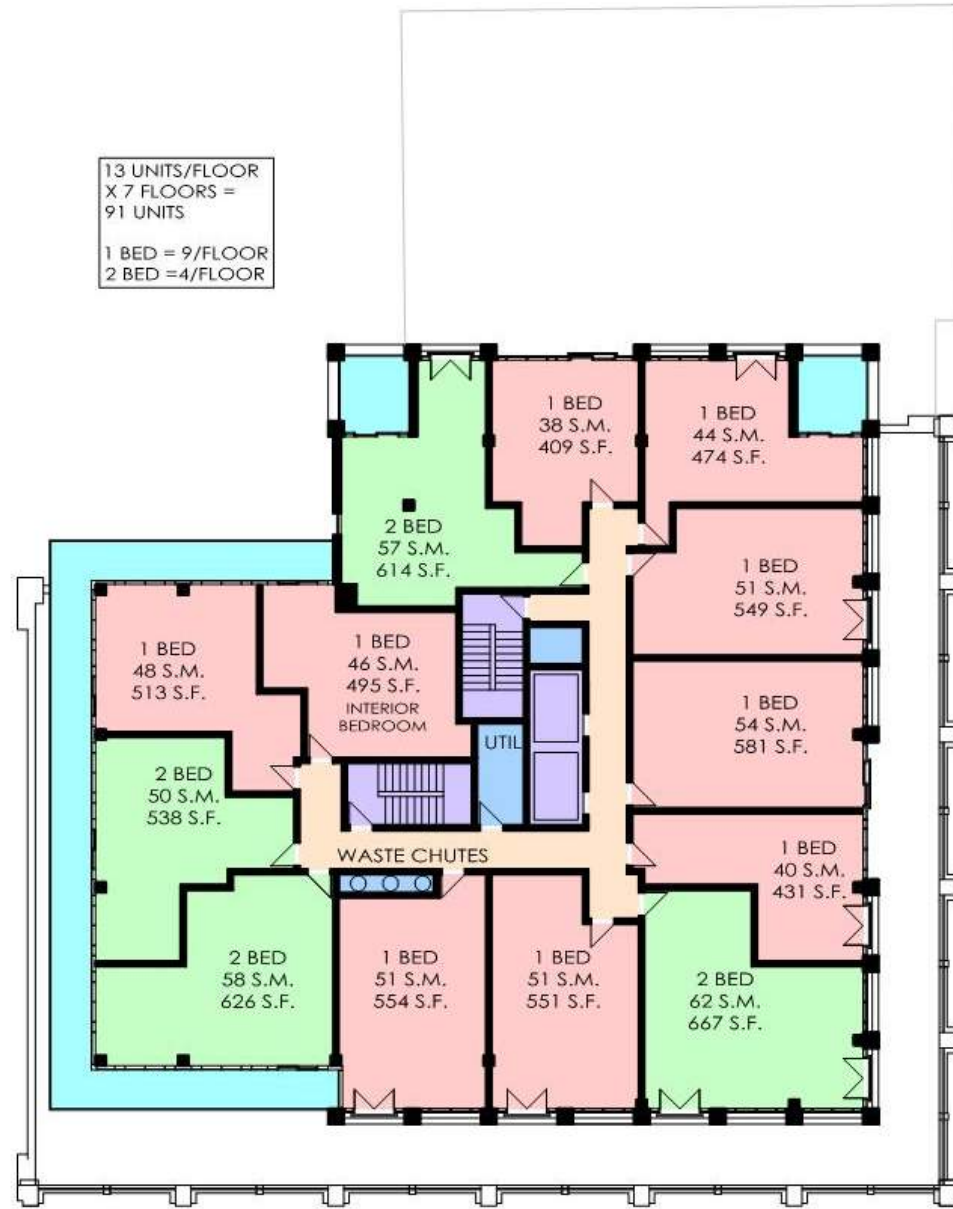 13 UNITS/FLOOR
X 7 FLOORS =
91 UNITS
1 BED = 9/FLOOR
2 BED =4/FLOOR
1 BED
38 S.M.
409 S.F.
1 BED
44 S.M.
474 S.F.
2 BED
57 S.M.
614 S.F.
1 BED
51 S.M.
549 S.F.
1 BED
48 S.M.
513 S.F.
1 BED
46 S.M.
495 S.F.
INTERIOR
BEDROOM
1 BED
54 S.M.
581 S.F.
UTIL
2 BED
50 S.M.
538 S.F.
WASTE CHUTES
1 BED
40 S.M.
431 S.F.
2 BED
58 S.M.
626 S.F.
1 BED
51 S.M.
554 S.F.
1 BED
51 S.M.
551 S.F.
2 BED
62 S.M.
667 S.F.